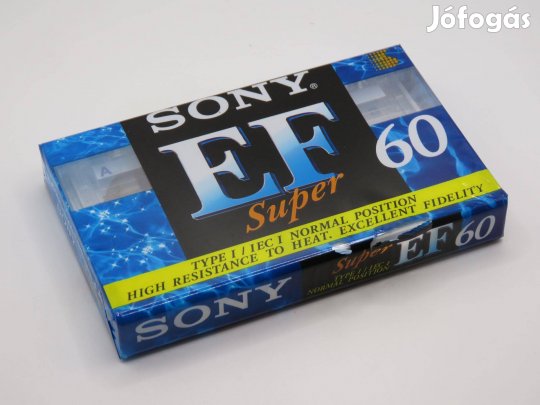 Jófogás
SONY®
EF
Super
60
TYPE I / IEC I NORMAL POSITION
HIGH RESISTANCE TO HEAT. EXCELLENT FIDELITY
A
SONY
Super EF 60
TYPE I / IEC I
NORMAL POSITION